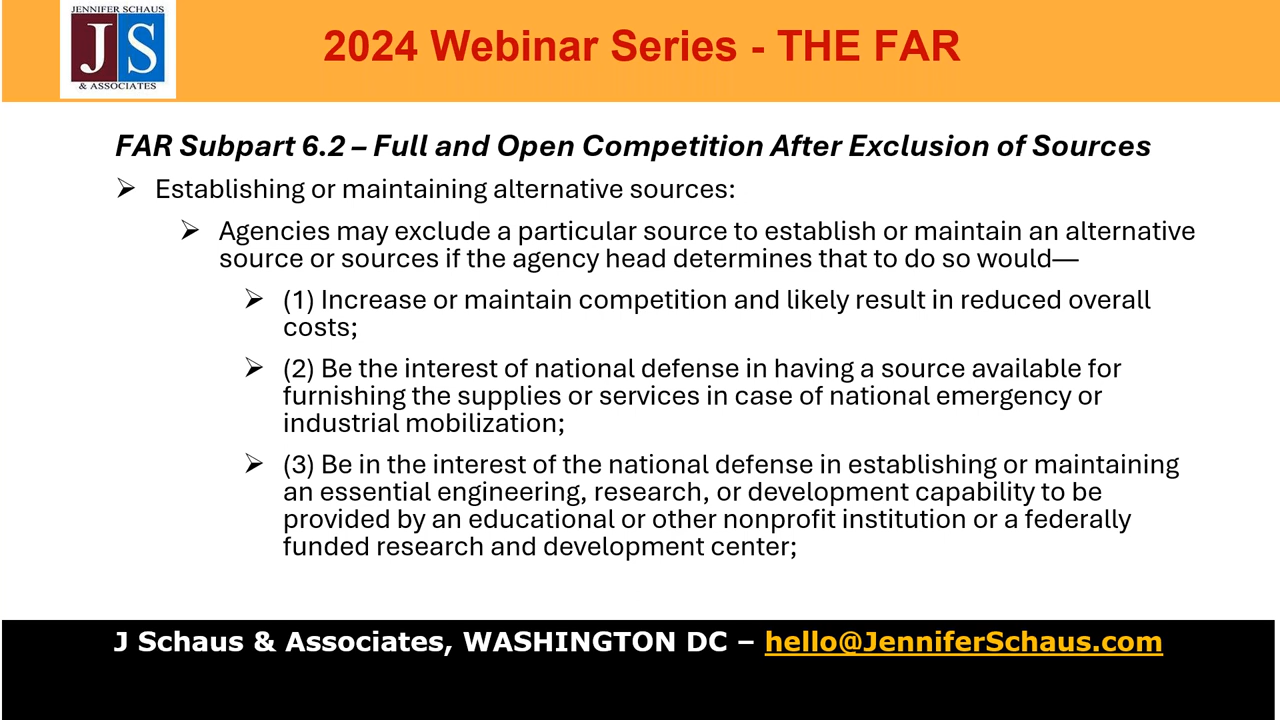 JENNIFER SCHAUS
J S
& ASSOCIATES
2024 Webinar Series - THE FAR
FAR Subpart 6.2 – Full and Open Competition After Exclusion of Sources
➢ Establishing or maintaining alternative sources:
➢ Agencies may exclude a particular source to establish or maintain an alternative
source or sources if the agency head determines that to do so would—
➢ (1) Increase or maintain competition and likely result in reduced overall
costs;
➢ (2) Be the interest of national defense in having a source available for
furnishing the supplies or services in case of national emergency or
industrial mobilization;
➢ (3) Be in the interest of the national defense in establishing or maintaining
an essential engineering, research, or development capability to be
provided by an educational or other nonprofit institution or a federally
funded research and development center;
J Schaus & Associates, WASHINGTON DC – hello@JenniferSchaus.com